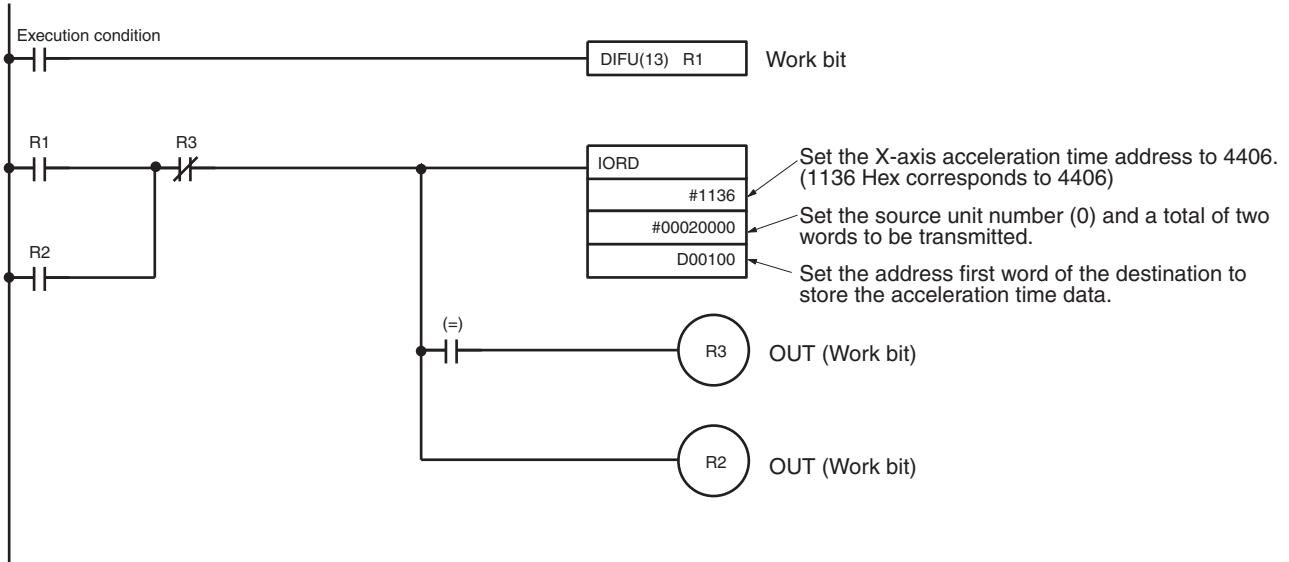 Execution condition
DIFU(13) R1
Work bit
R1
R3
IORD
#1136
#00020000
D00100
Set the X-axis acceleration time address to 4406.
(1136 Hex corresponds to 4406)
Set the source unit number (0) and a total of two
words to be transmitted.
Set the address first word of the destination to
store the acceleration time data.
R2
(=)
R3
OUT (Work bit)
R2
OUT (Work bit)